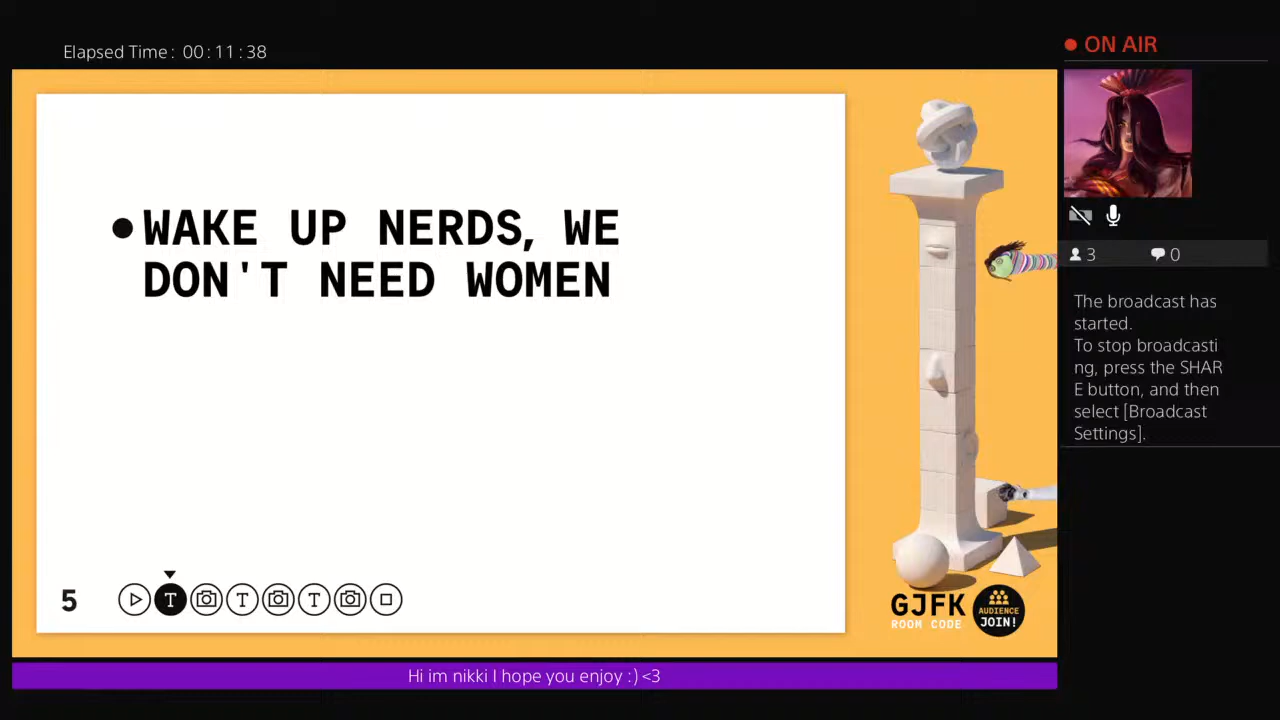 Elapsed Time: 00:11:38
ON AIR
•WAKE UP NERDS, WE
DON'T NEED WOMEN
3
0
The broadcast has
started.
To stop broadcasti
ng, press the SHAR
E button, and then
select [Broadcast
Settings].
5
T
T
T
GJFK
ROOM CODE
AUDIENCE
JOIN!
Hi im nikki I hope you enjoy :) <3